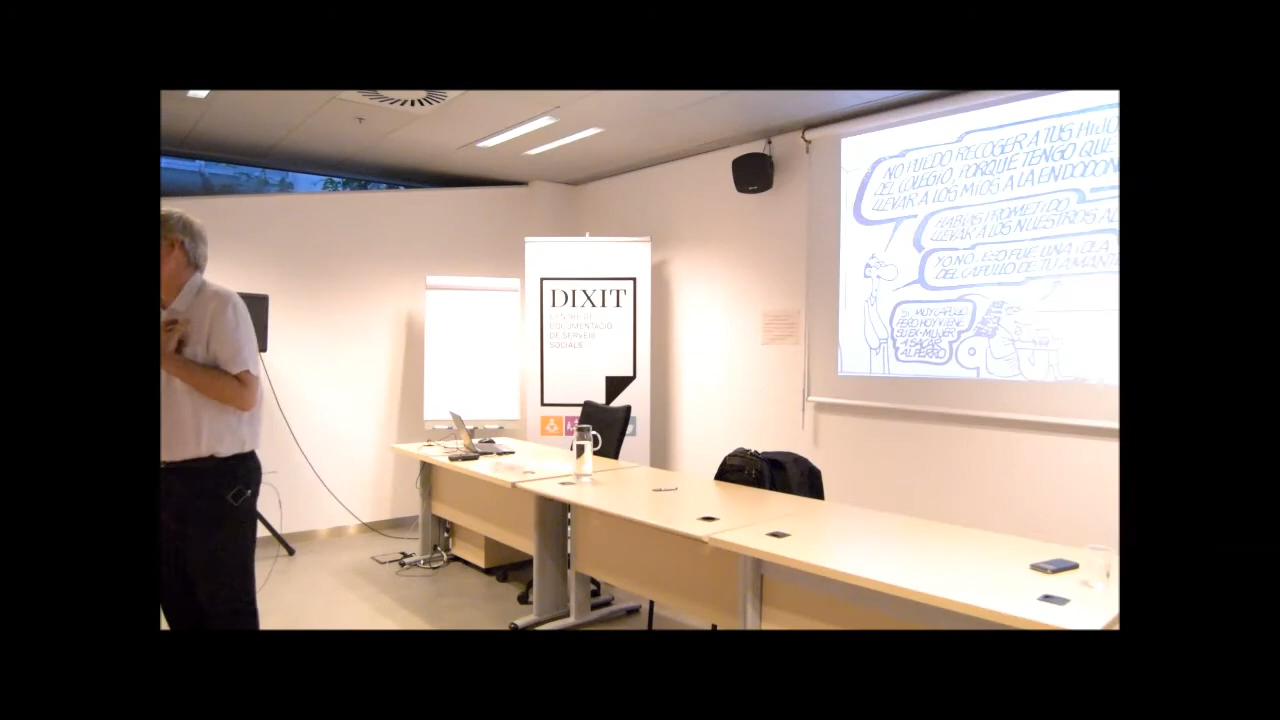 DIXIT
CENTRE DE
DOCUMENTACIÓ
DE SERVEIS
SOCIALS
NO PUEDO RECOGER A TUS HIJO
DEL COLEGIO, PORQUE TENGO QUE
LLEVAR A LOS MIOS A LA ENDODON
HABIAS PROMETIDO
LLEVAR A LOS NUESTROS AL
YO NO. ESO FUE UNA IDEA
DEL CAPULLO DE TU AMANTE
SI, MUY CAPULLO
PERO HOY VIENE
SU EX-MUJER
A SACAR
AL PERRO